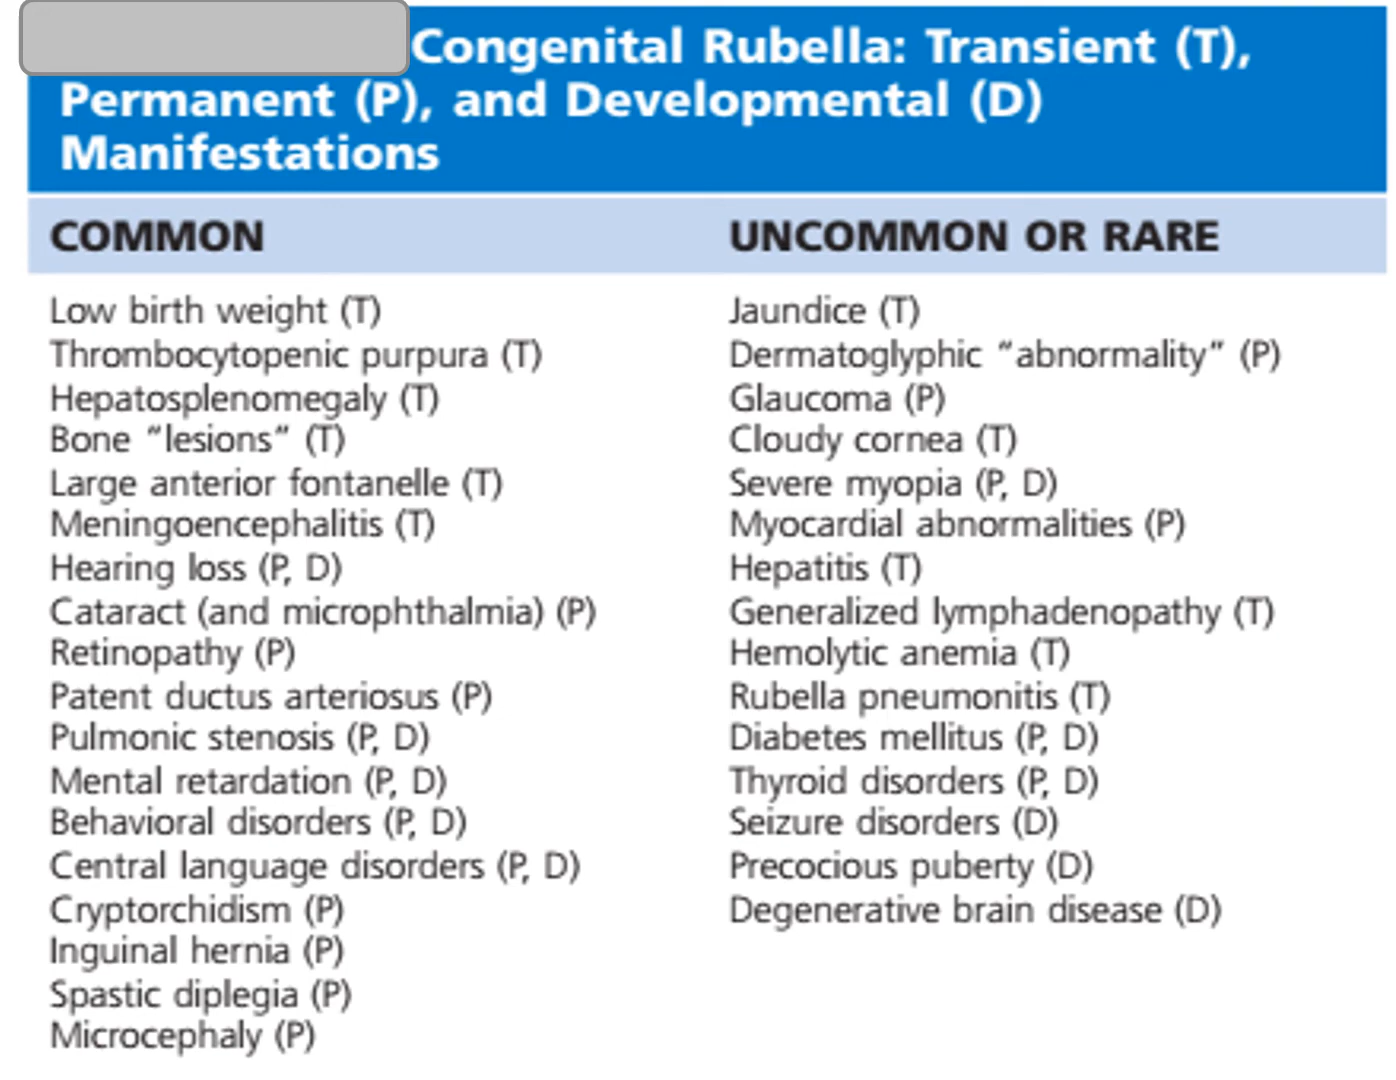 Congenital Rubella: Transient (T),
Permanent (P), and Developmental (D)
Manifestations
COMMON
Low birth weight (T)
Thrombocytopenic purpura (T)
Hepatosplenomegaly (T)
Bone “lesions” (T)
Large anterior fontanelle (T)
Meningoencephalitis (T)
Hearing loss (P, D)
Cataract (and microphthalmia) (P)
Retinopathy (P)
Patent ductus arteriosus (P)
Pulmonic stenosis (P, D)
Mental retardation (P, D)
Behavioral disorders (P, D)
Central language disorders (P, D)
Cryptorchidism (P)
Inguinal hernia (P)
Spastic diplegia (P)
Microcephaly (P)
UNCOMMON OR RARE
Jaundice (T)
Dermatoglyphic “abnormality” (P)
Glaucoma (P)
Cloudy cornea (T)
Severe myopia (P, D)
Myocardial abnormalities (P)
Hepatitis (T)
Generalized lymphadenopathy (T)
Hemolytic anemia (T)
Rubella pneumonitis (T)
Diabetes mellitus (P, D)
Thyroid disorders (P, D)
Seizure disorders (D)
Precocious puberty (D)
Degenerative brain disease (D)